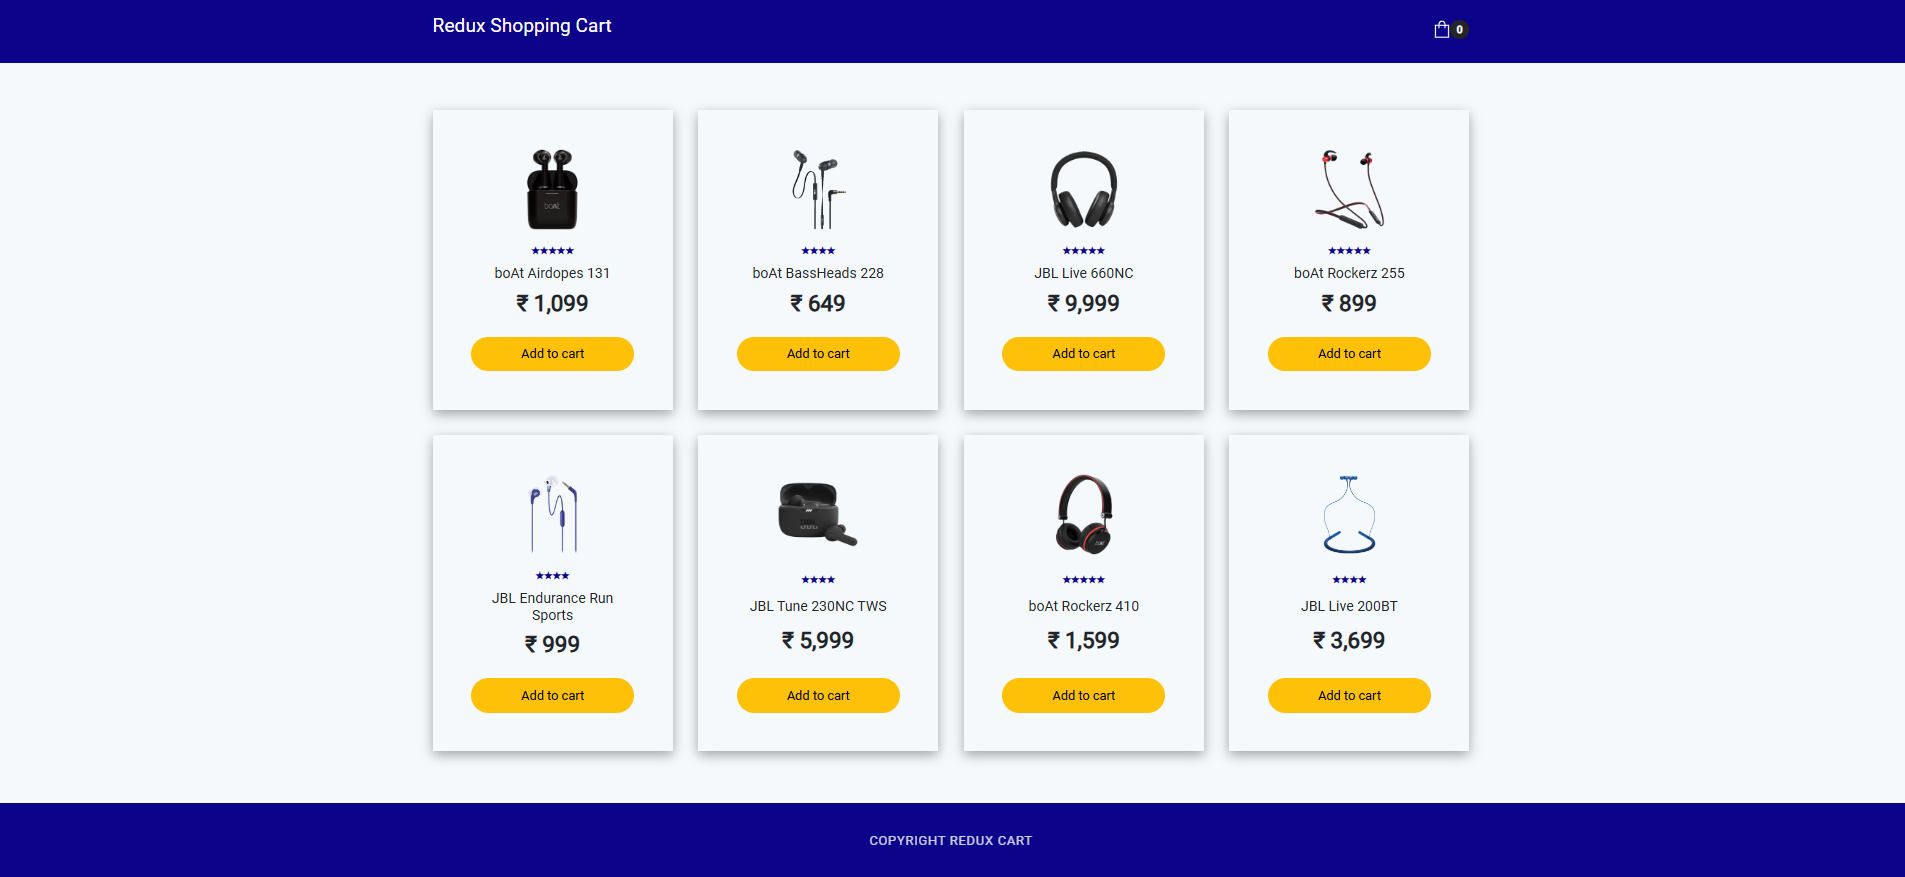 Redux Shopping Cart
0
boAt
★★★★★
boAt Airdopes 131
₹ 1,099
Add to cart
★★★★
boAt BassHeads 228
₹ 649
Add to cart
★★★★★
JBL Live 660NC
₹ 9,999
Add to cart
★★★★★
boAt Rockerz 255
₹ 899
Add to cart
★★★★
JBL Endurance Run
Sports
₹ 999
Add to cart
★★★★
JBL Tune 230NC TWS
₹ 5,999
Add to cart
★★★★★
boAt Rockerz 410
₹ 1,599
Add to cart
★★★★
JBL Live 200BT
₹ 3,699
Add to cart
COPYRIGHT REDUX CART